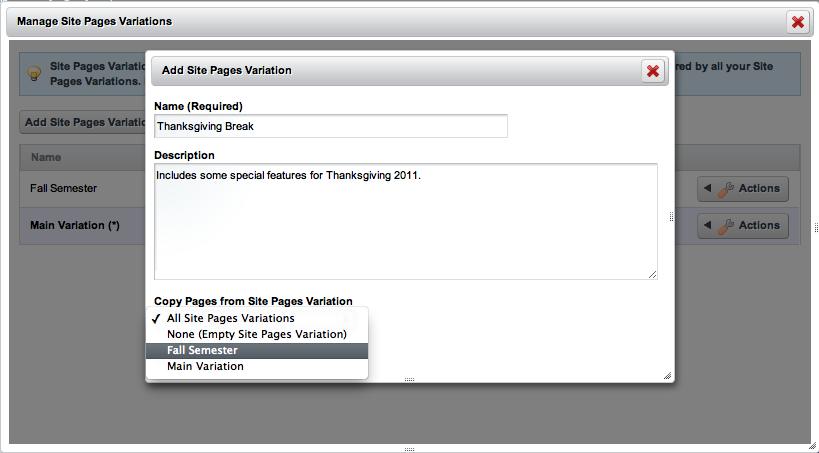 Manage Site Pages Variations
Site Pages Variatio
red by all your Site
Pages Variations.
Add Site Pages Variatio
Name
Fall Semester
Actions
Main Variation (*)
Actions
Add Site Pages Variation
Name (Required)
Thanksgiving Break
Description
Includes some special features for Thanksgiving 2011.
Copy Pages from Site Pages Variation
✓ All Site Pages Variations
None (Empty Site Pages Variation)
Fall Semester
Main Variation